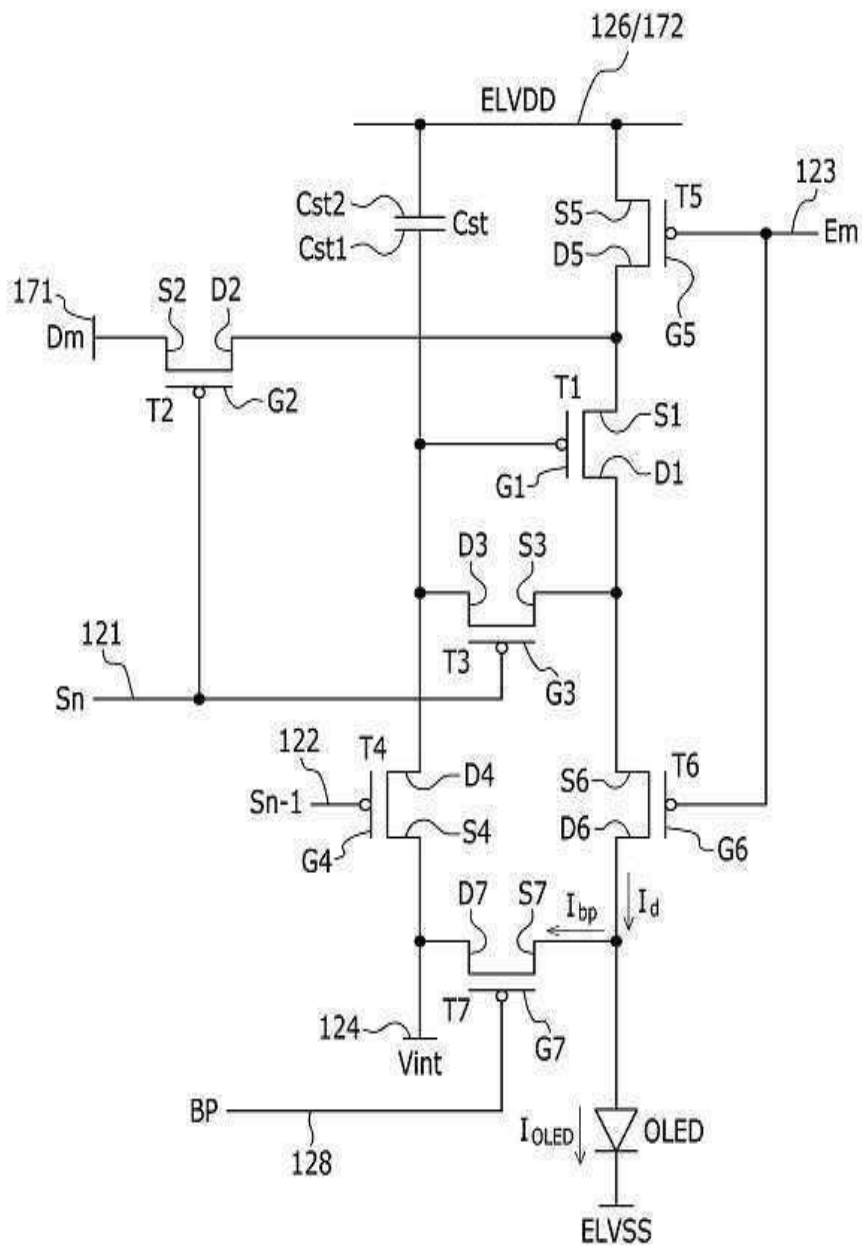 126/172
ELVDD
Cst2
Cst
Cst1
S5
T5
123
Em
D5
G5
171
Dm
S2
D2
T2
G2
T1
S1
G1
D1
D3
S3
121
Sn
T3
G3
122
T4
Sn-1
D4
G4
S4
S6
T6
D6
G6
D7
S7
Ibp
Id
T7
G7
124
Vint
BP
128
IOLED
OLED
ELVSS